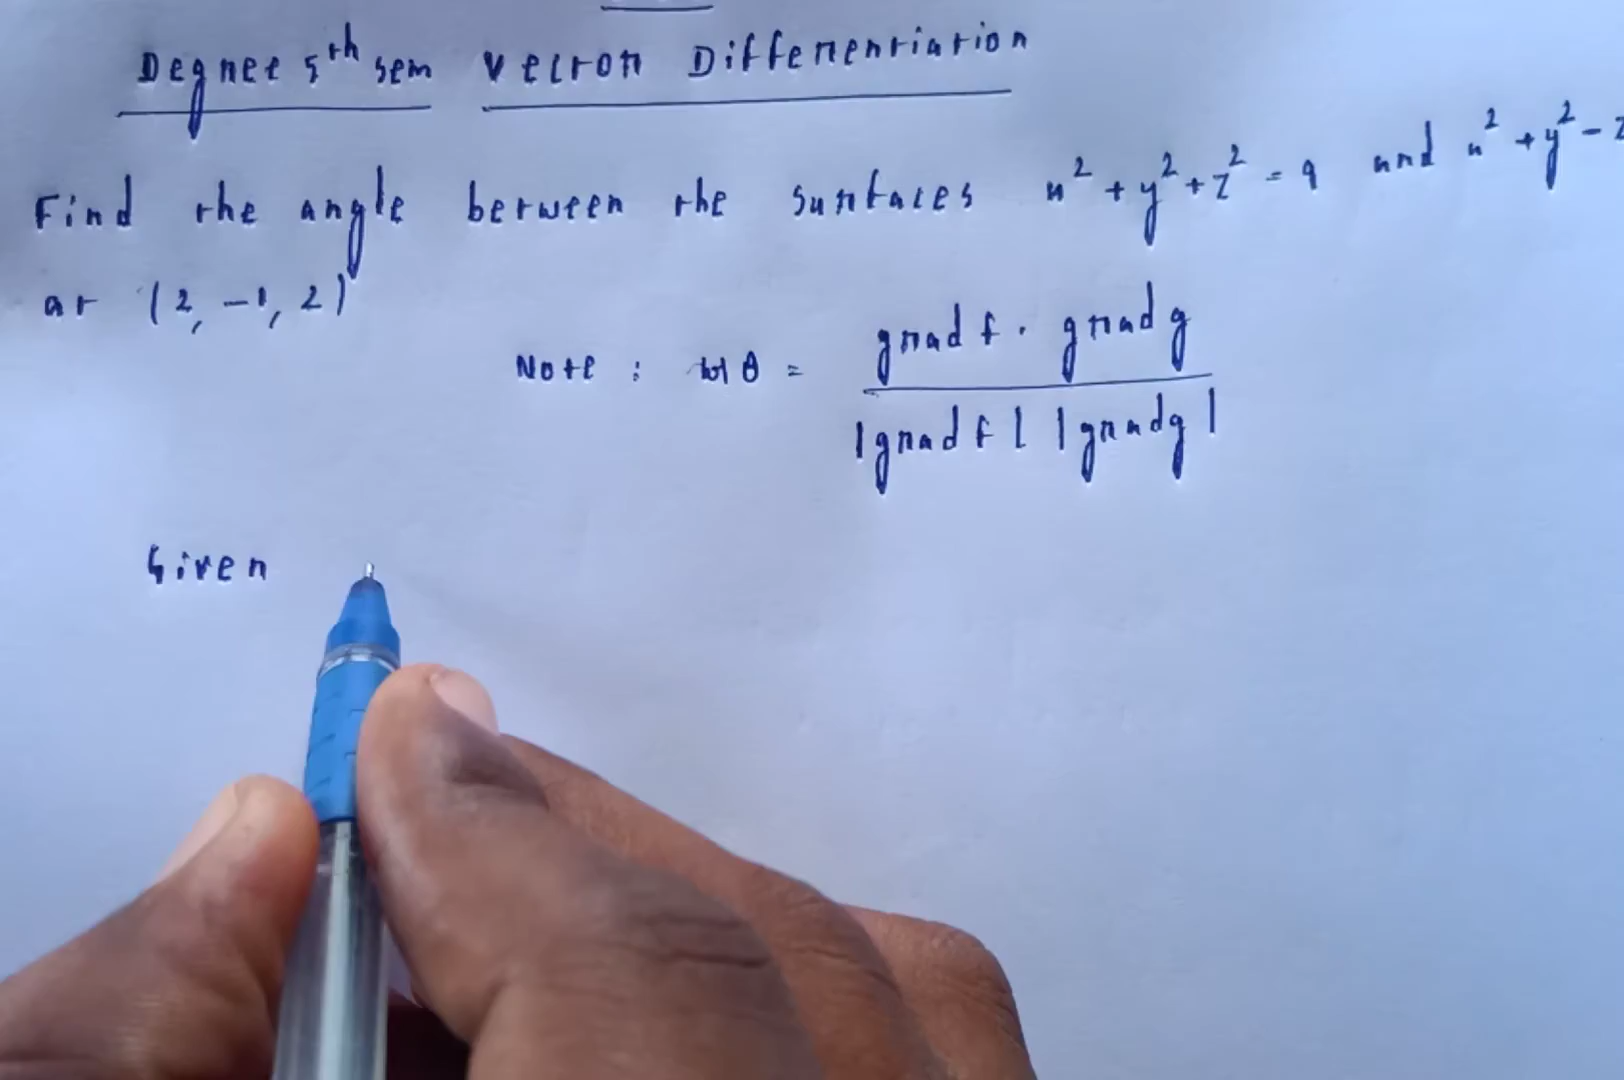 Degree 5th sem Vector Differentiation
Find the angle between the surfaces x² + y² + z² = 9 and x² + y² - z
at (2, -1, 2)
Note : cos θ = grad f . grad g / |grad f| |grad g|
Given